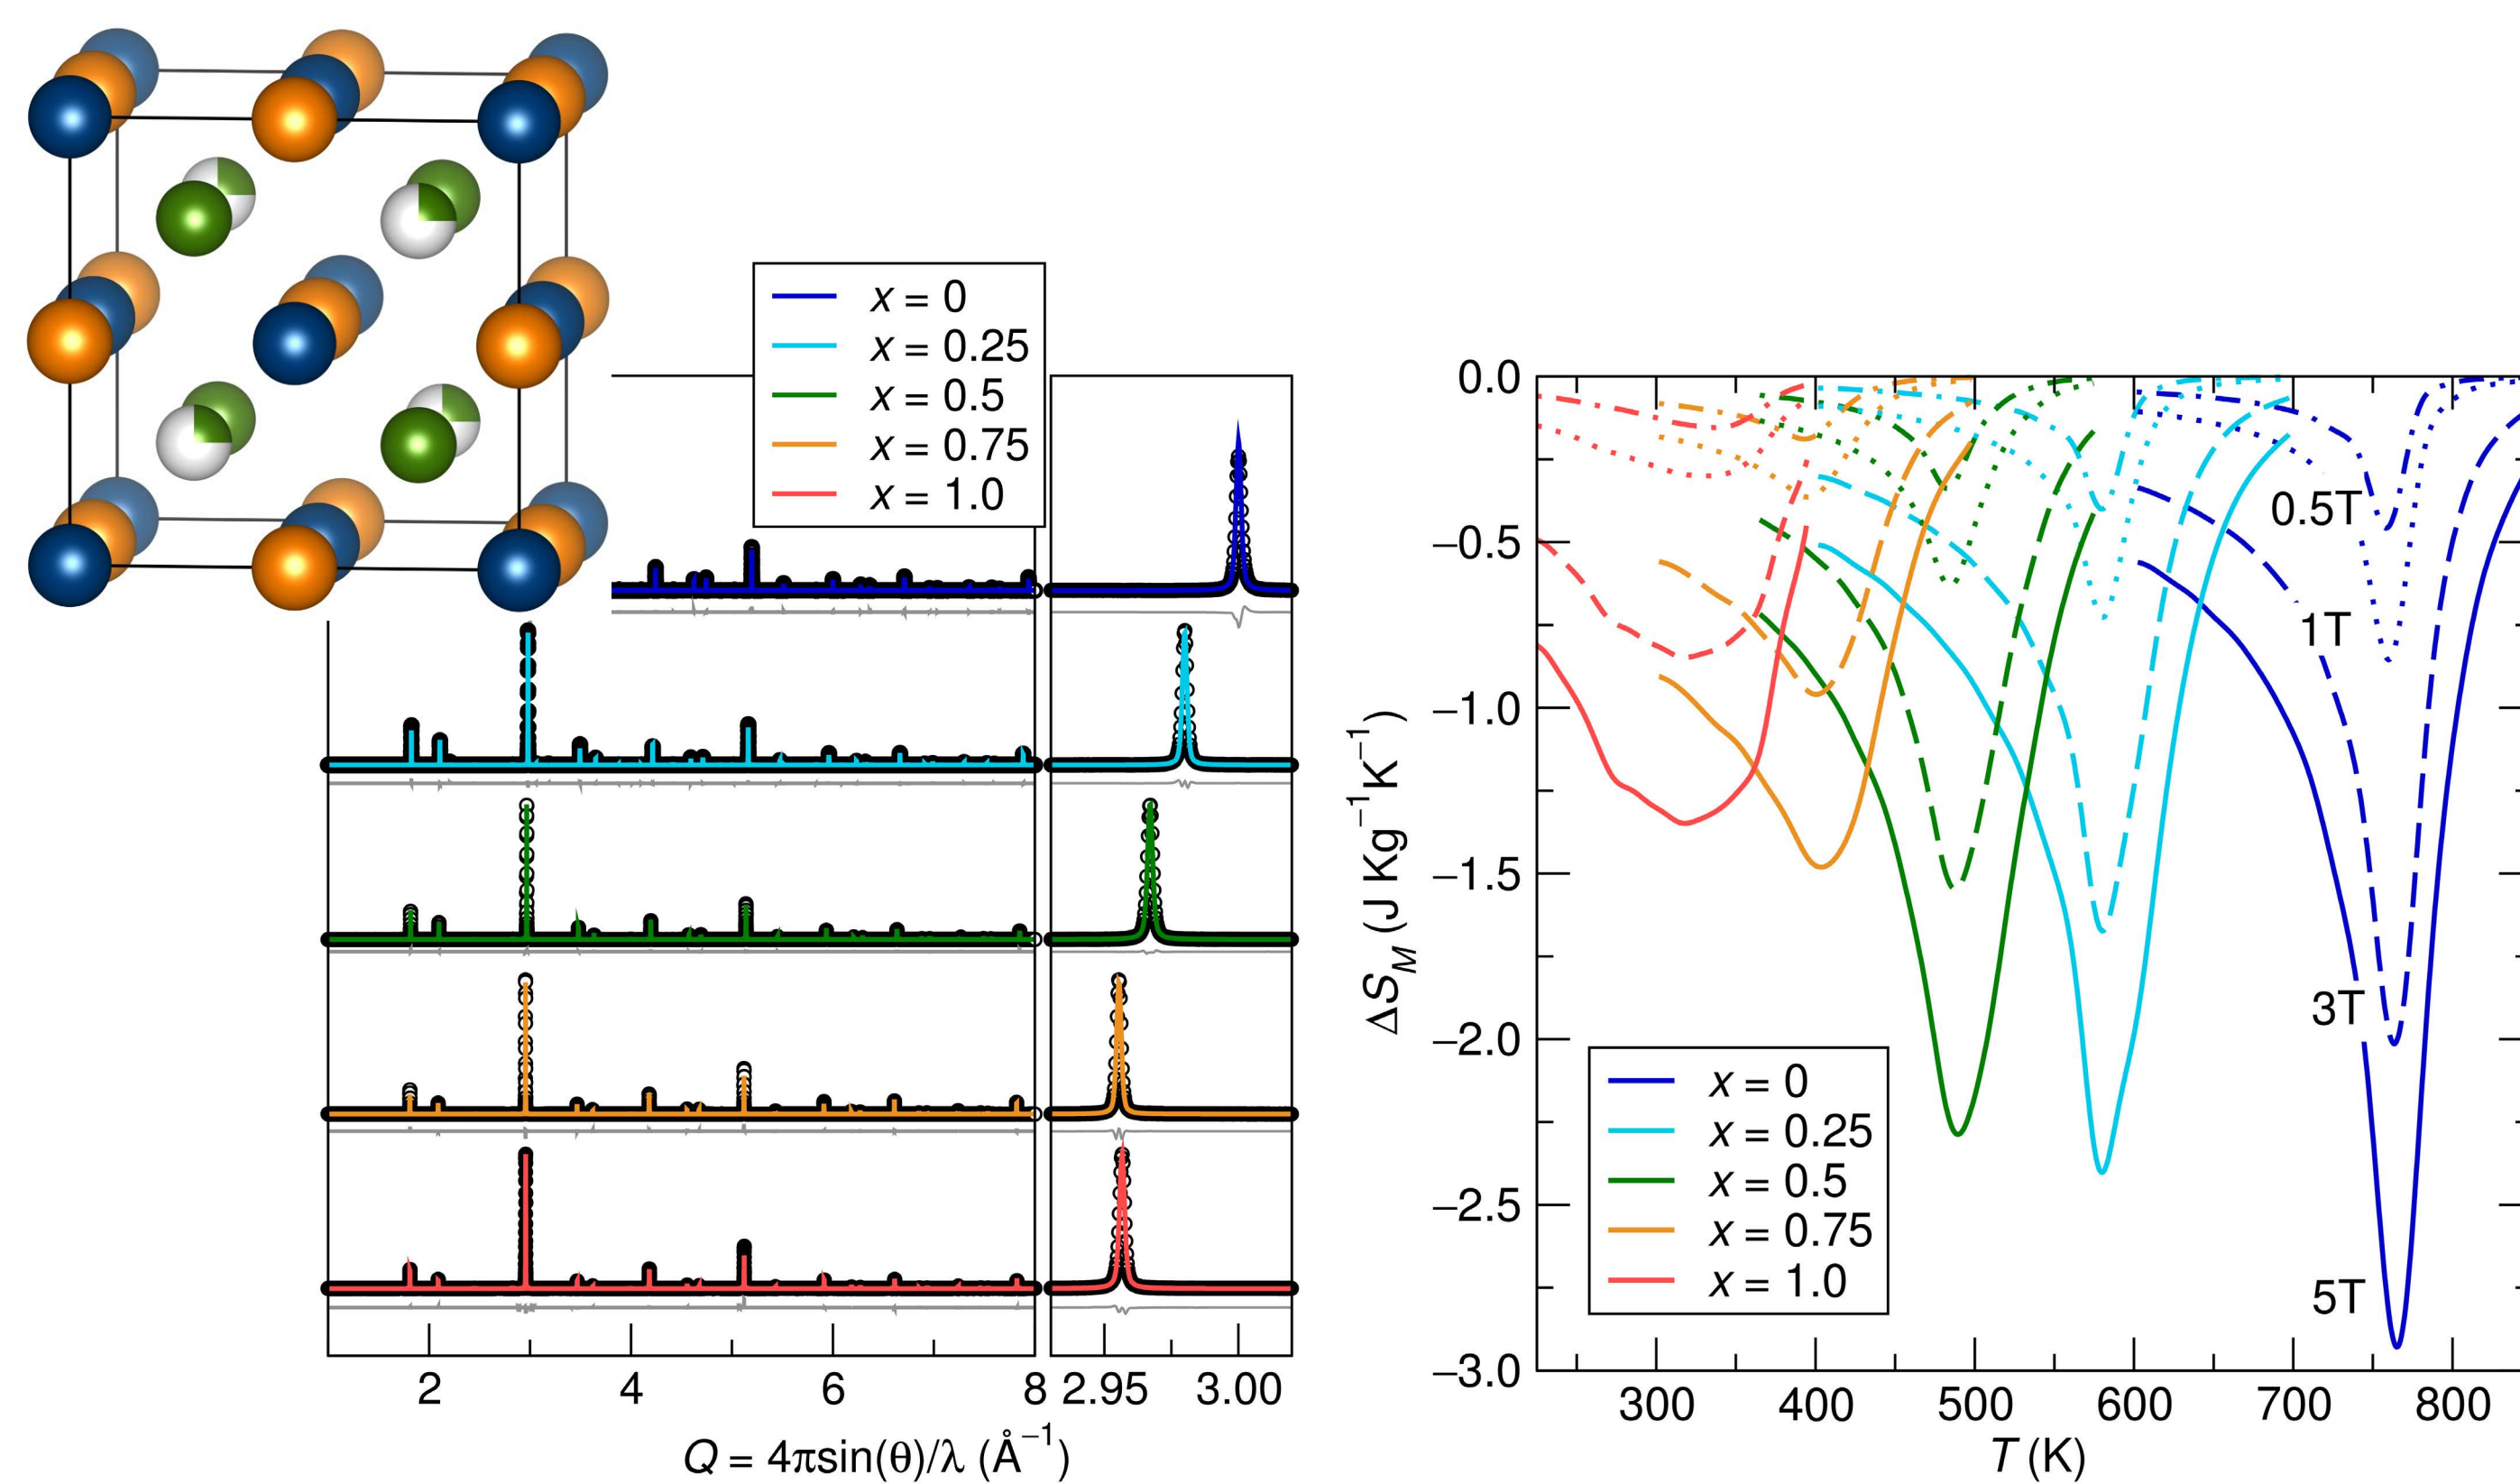 x = 0
x = 0.25
x = 0.5
x = 0.75
x = 1.0
2 4 6 8 2.95 3.00
Q = 4πsin(θ)/λ (Å⁻¹)
0.0
−0.5
−1.0
−1.5
−2.0
−2.5
−3.0
ΔS_M (J Kg⁻¹K⁻¹)
0.5T
1T
3T
5T
x = 0
x = 0.25
x = 0.5
x = 0.75
x = 1.0
300 400 500 600 700 800
T (K)